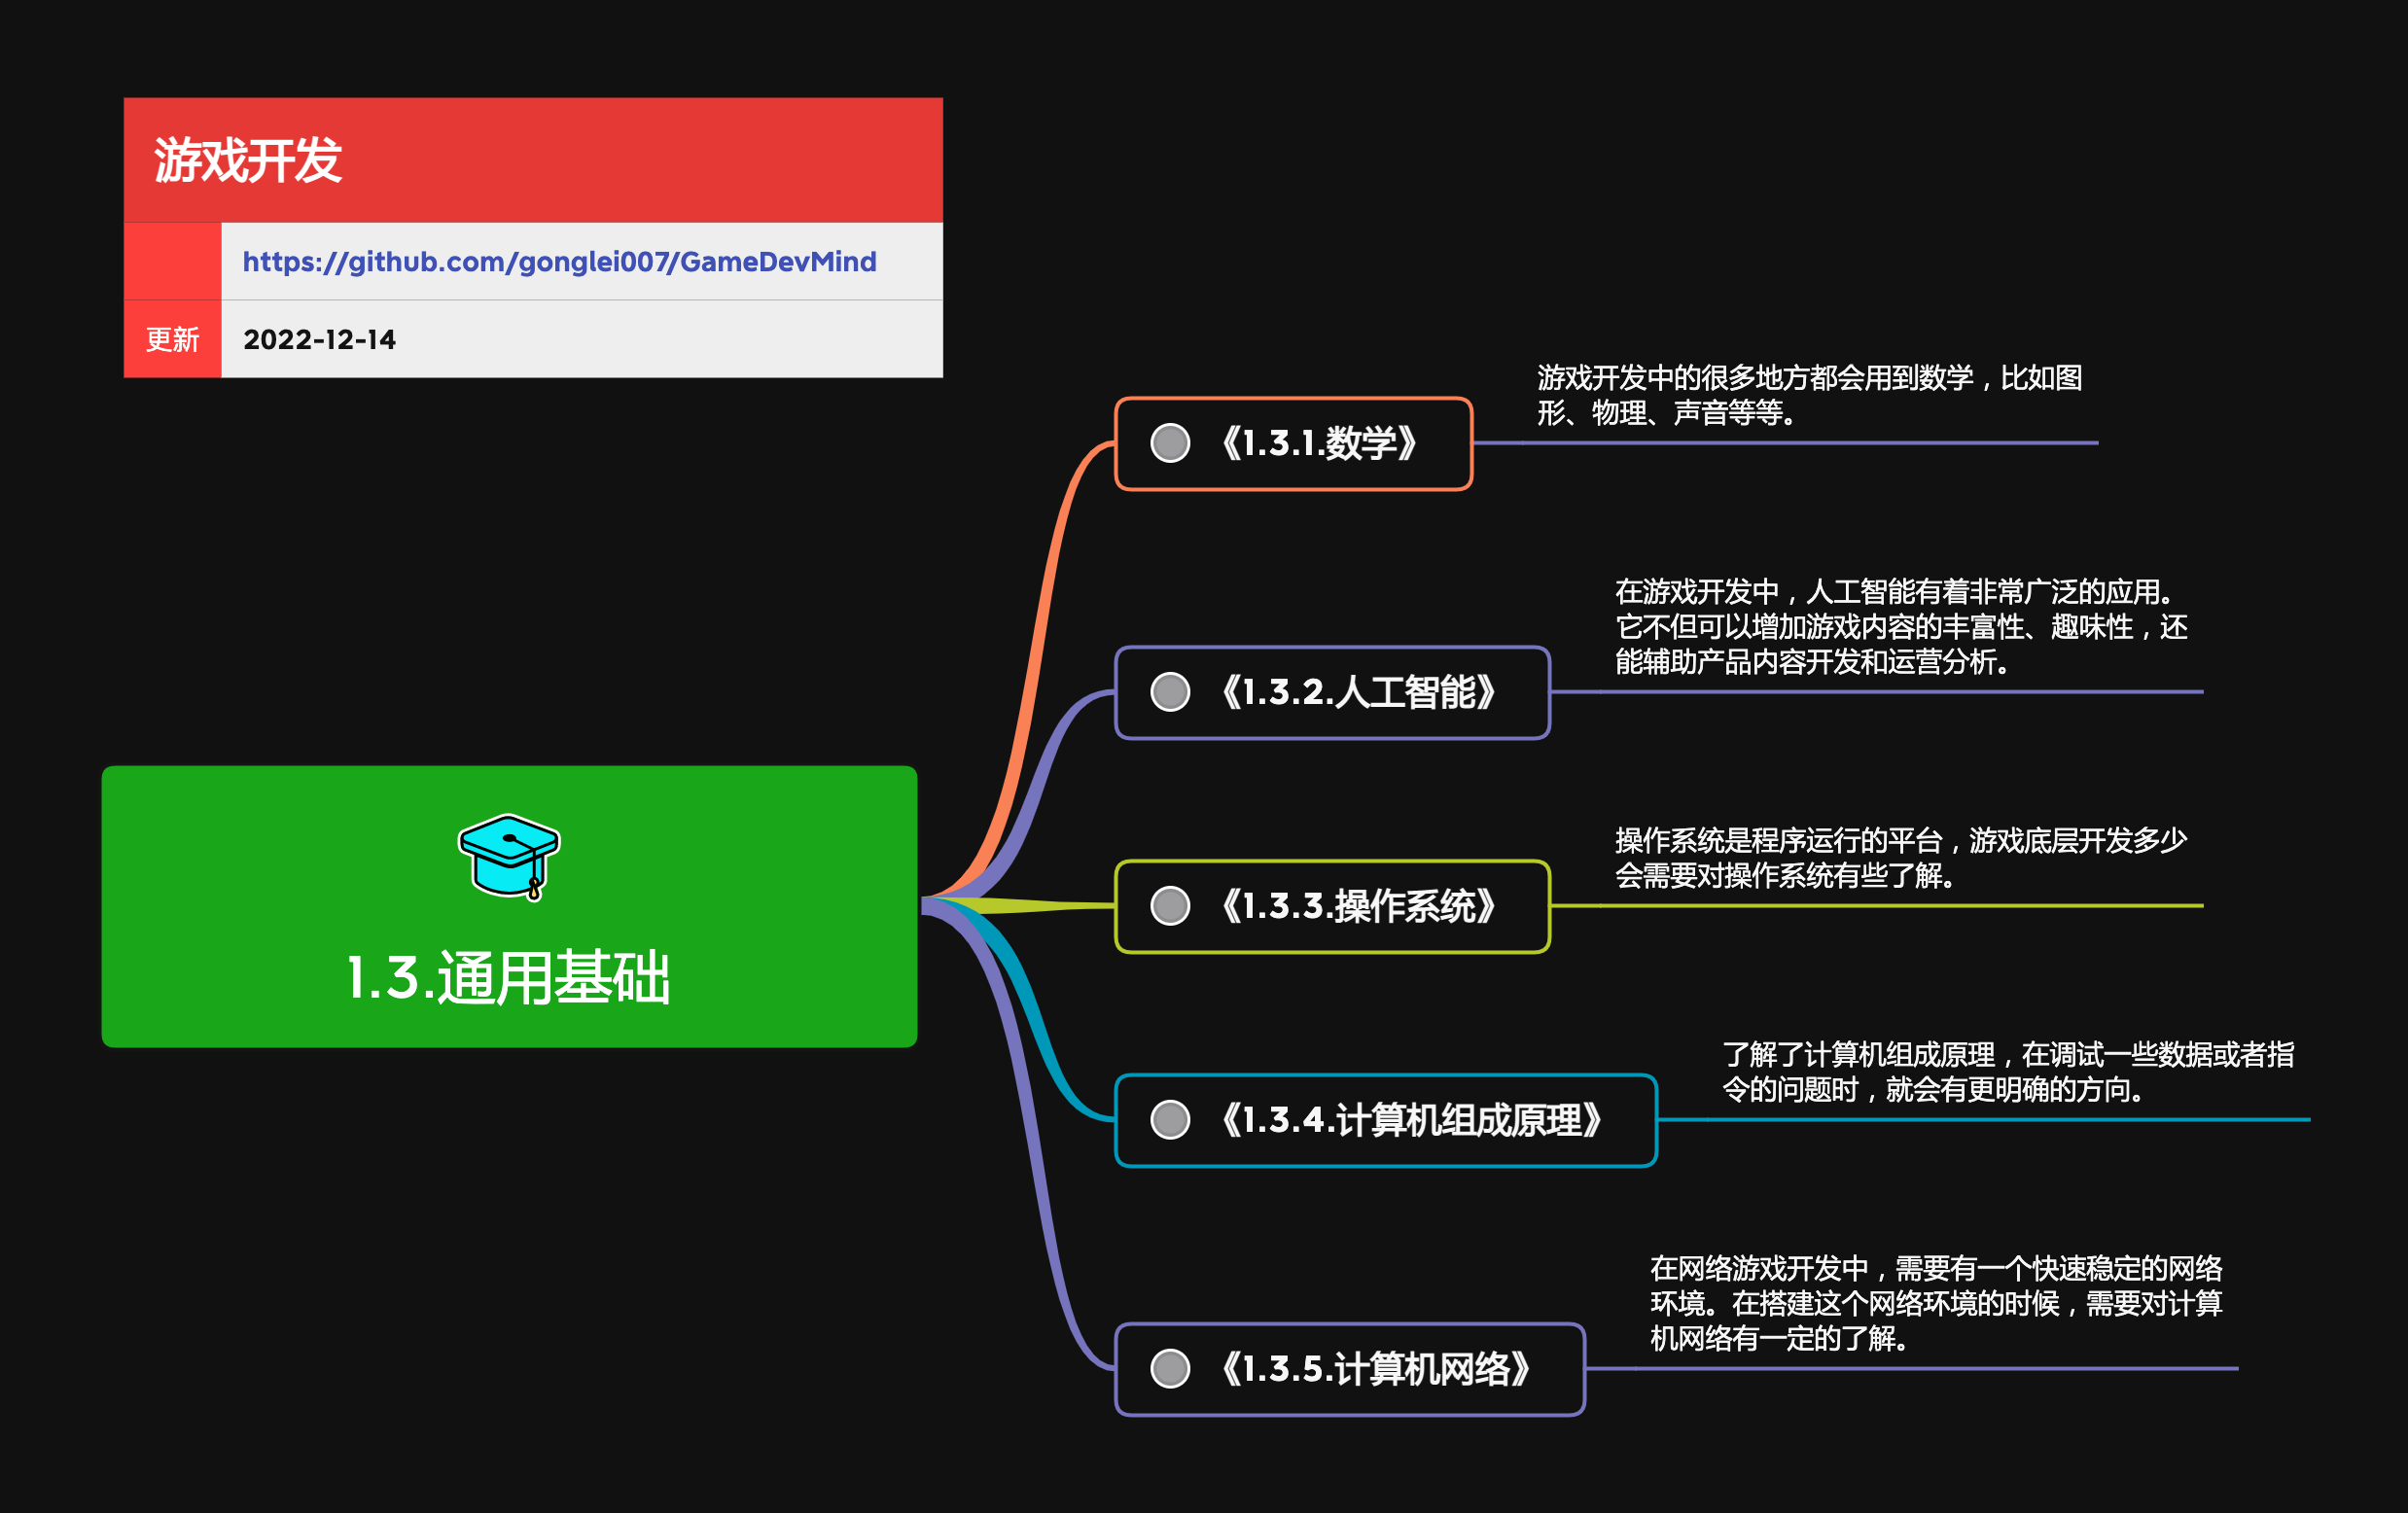 游戏开发
https://github.com/gonglei007/GameDevMind
更新
2022-12-14
1.3.通用基础
《1.3.1.数学》
游戏开发中的很多地方都会用到数学，比如图
形、物理、声音等等。
《1.3.2.人工智能》
在游戏开发中，人工智能有着非常广泛的应用。
它不但可以增加游戏内容的丰富性、趣味性，还
能辅助产品内容开发和运营分析。
《1.3.3.操作系统》
操作系统是程序运行的平台，游戏底层开发多少
会需要对操作系统有些了解。
《1.3.4.计算机组成原理》
了解了计算机组成原理，在调试一些数据或者指
令的问题时，就会有更明确的方向。
《1.3.5.计算机网络》
在网络游戏开发中，需要有一个快速稳定的网络
环境。在搭建这个网络环境的时候，需要对计算
机网络有一定的了解。